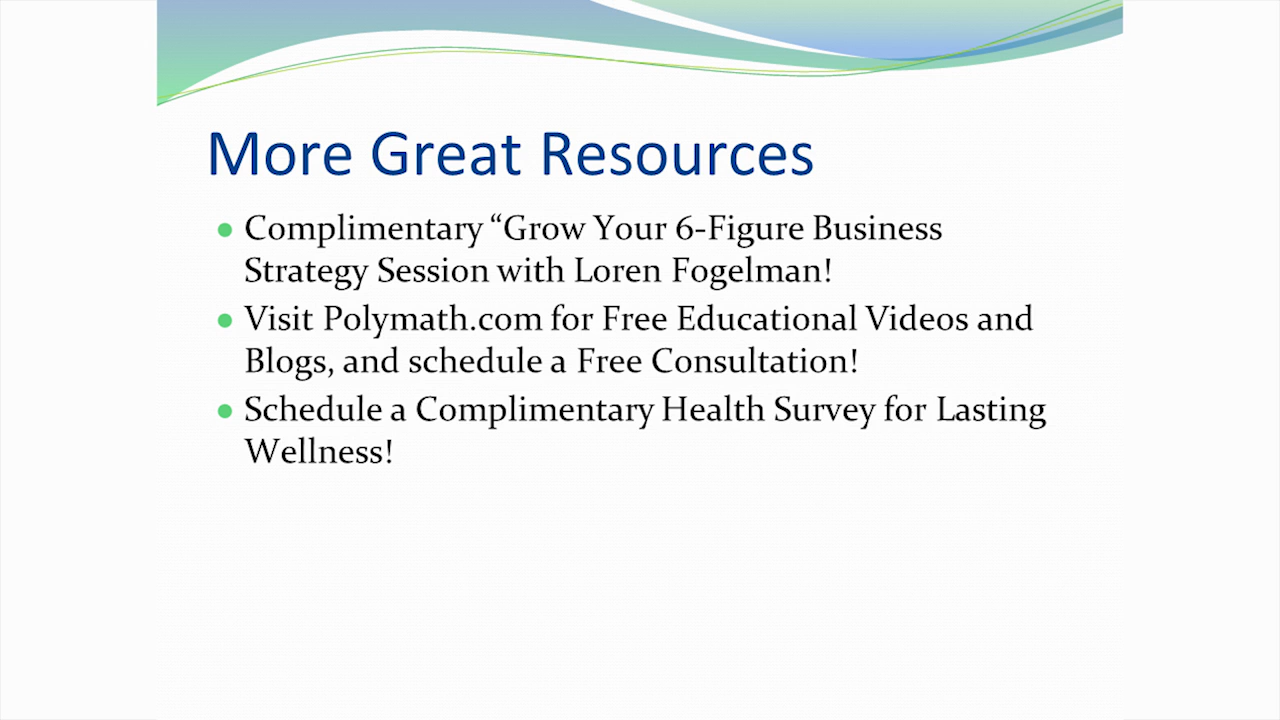 More Great Resources
Complimentary “Grow Your 6-Figure Business
Strategy Session with Loren Fogelman!
Visit Polymath.com for Free Educational Videos and
Blogs, and schedule a Free Consultation!
Schedule a Complimentary Health Survey for Lasting
Wellness!